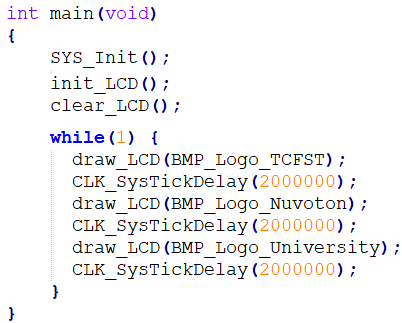 int main(void)
{
    SYS_Init();
    init_LCD();
    clear_LCD();
    while(1) {
      draw_LCD(BMP_Logo_TCFST);
      CLK_SysTickDelay(2000000);
      draw_LCD(BMP_Logo_Nuvoton);
      CLK_SysTickDelay(2000000);
      draw_LCD(BMP_Logo_University);
      CLK_SysTickDelay(2000000);
    }
}